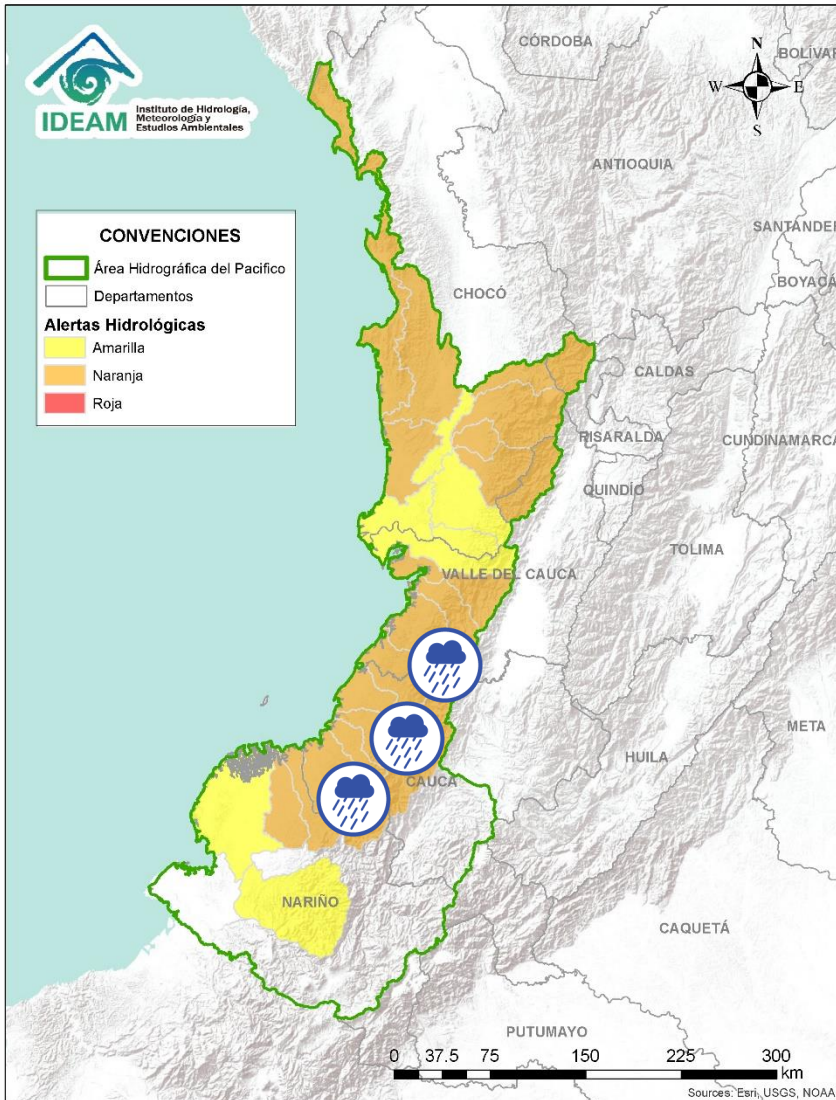 IDEAM
Instituto de Hidrología,
Meteorología y
Estudios Ambientales
N
W
E
S
CÓRDOBA
BOLÍVAR
ANTIOQUIA
SANTANDER
BOYACÁ
CHOCÓ
CALDAS
RISARALDA
CUNDINAMARCA
QUINDÍO
TOLIMA
VALLE DEL CAUCA
META
HUILA
CAUCA
NARIÑO
CAQUETÁ
PUTUMAYO
CONVENCIONES
Área Hidrográfica del Pacifico
Departamentos
Alertas Hidrológicas
Amarilla
Naranja
Roja
0 37.5 75 150 225 300
km
Sources: Esri, USGS, NOAA